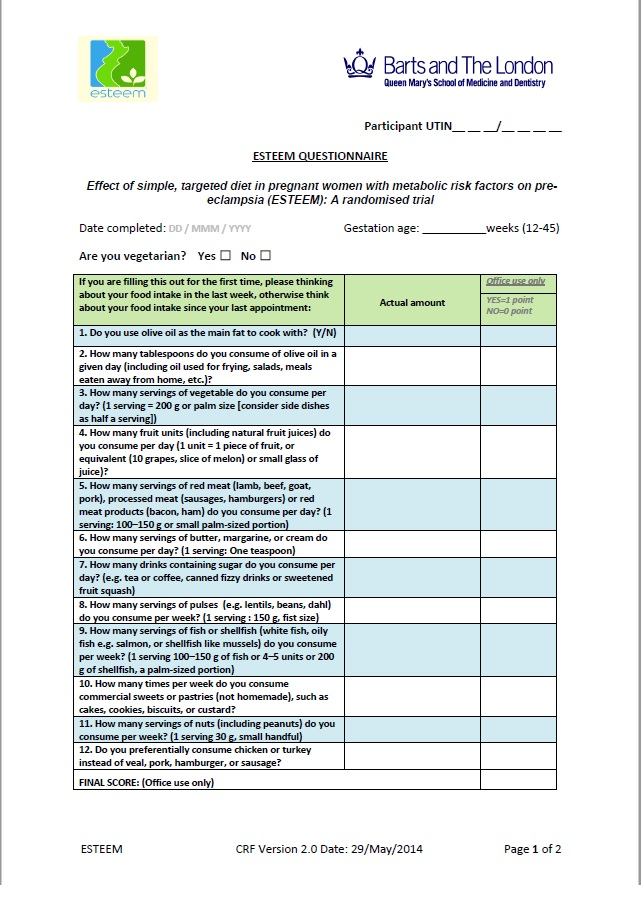 esteem
Barts and The London
Queen Mary's School of Medicine and Dentistry
Participant UTIN__ __ __/__ __ __ __
ESTEEM QUESTIONNAIRE
Effect of simple, targeted diet in pregnant women with metabolic risk factors on pre-
eclampsia (ESTEEM): A randomised trial
Date completed: DD / MMM / YYYY Gestation age: ___________weeks (12-45)
Are you vegetarian? Yes ☐ No ☐
If you are filling this out for the first time, please thinking
about your food intake in the last week, otherwise think
about your food intake since your last appointment:
Actual amount
Office use only
YES=1 point
NO=0 point
1. Do you use olive oil as the main fat to cook with? (Y/N)
2. How many tablespoons do you consume of olive oil in a
given day (including oil used for frying, salads, meals
eaten away from home, etc.)?
3. How many servings of vegetable do you consume per
day? (1 serving = 200 g or palm size [consider side dishes
as half a serving])
4. How many fruit units (including natural fruit juices) do
you consume per day (1 unit = 1 piece of fruit, or
equivalent (10 grapes, slice of melon) or small glass of
juice)?
5. How many servings of red meat (lamb, beef, goat,
pork), processed meat (sausages, hamburgers) or red
meat products (bacon, ham) do you consume per day? (1
serving: 100–150 g or small palm-sized portion)
6. How many servings of butter, margarine, or cream do
you consume per day? (1 serving: One teaspoon)
7. How many drinks containing sugar do you consume per
day? (e.g. tea or coffee, canned fizzy drinks or sweetened
fruit squash)
8. How many servings of pulses (e.g. lentils, beans, dahl)
do you consume per week? (1 serving : 150 g, fist size)
9. How many servings of fish or shellfish (white fish, oily
fish e.g. salmon, or shellfish like mussels) do you consume
per week? (1 serving 100–150 g of fish or 4–5 units or 200
g of shellfish, a palm-sized portion)
10. How many times per week do you consume
commercial sweets or pastries (not homemade), such as
cakes, cookies, biscuits, or custard?
11. How many servings of nuts (including peanuts) do you
consume per week? (1 serving 30 g, small handful)
12. Do you preferentially consume chicken or turkey
instead of veal, pork, hamburger, or sausage?
FINAL SCORE: (Office use only)
ESTEEM CRF Version 2.0 Date: 29/May/2014 Page 1 of 2